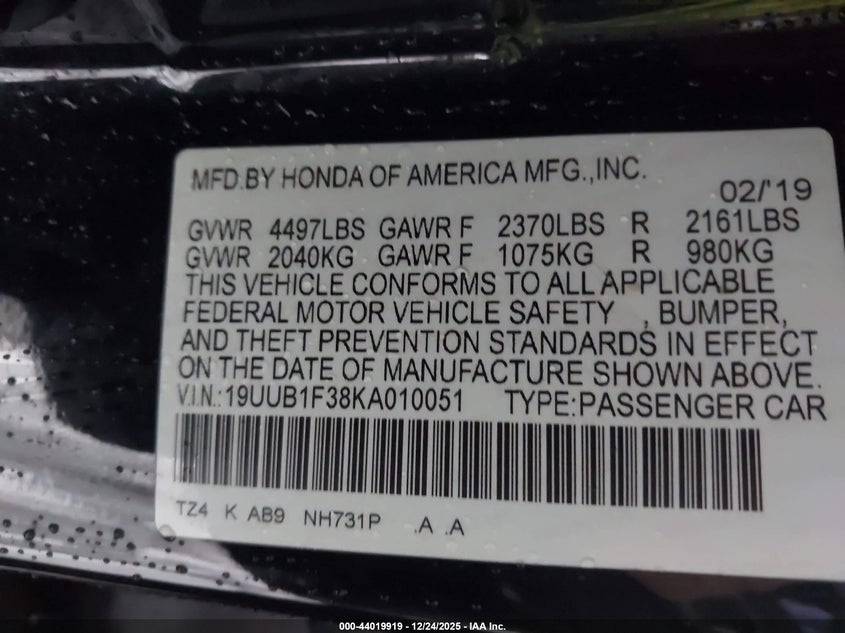 MFD.BY HONDA OF AMERICA MFG.,INC.
02/'19
GVWR 4497LBS GAWR F 2370LBS R 2161LBS
GVWR 2040KG GAWR F 1075KG R 980KG
THIS VEHICLE CONFORMS TO ALL APPLICABLE
FEDERAL MOTOR VEHICLE SAFETY , BUMPER,
AND THEFT PREVENTION STANDARDS IN EFFECT
ON THE DATE OF MANUFACTURE SHOWN ABOVE.
V.I.N.:19UUB1F38KA010051 TYPE:PASSENGER CAR
TZ4 K AB9 NH731P .A .A
000-44019919 - 12/24/2025 - IAA Inc.